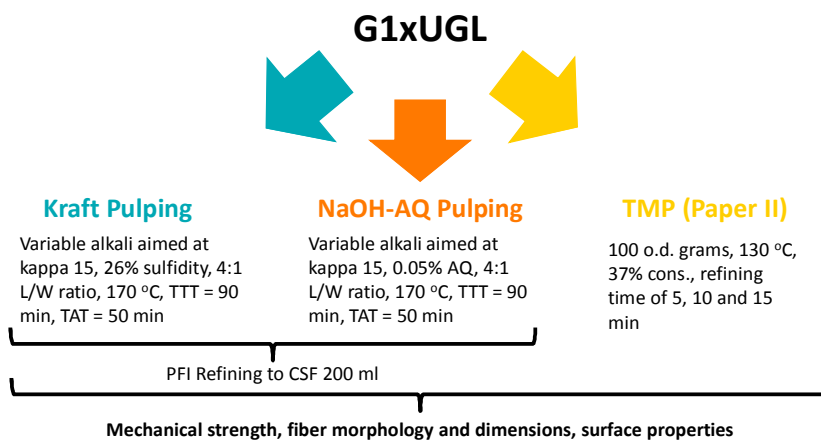 G1xUGL
Kraft Pulping
Variable alkali aimed at
kappa 15, 26% sulfidity, 4:1
L/W ratio, 170 ºC, TTT = 90
min, TAT = 50 min
NaOH-AQ Pulping
Variable alkali aimed at
kappa 15, 0.05% AQ, 4:1
L/W ratio, 170 ºC, TTT = 90
min, TAT = 50 min
TMP (Paper II)
100 o.d. grams, 130 ºC,
37% cons., refining
time of 5, 10 and 15
min
PFI Refining to CSF 200 ml
Mechanical strength, fiber morphology and dimensions, surface properties